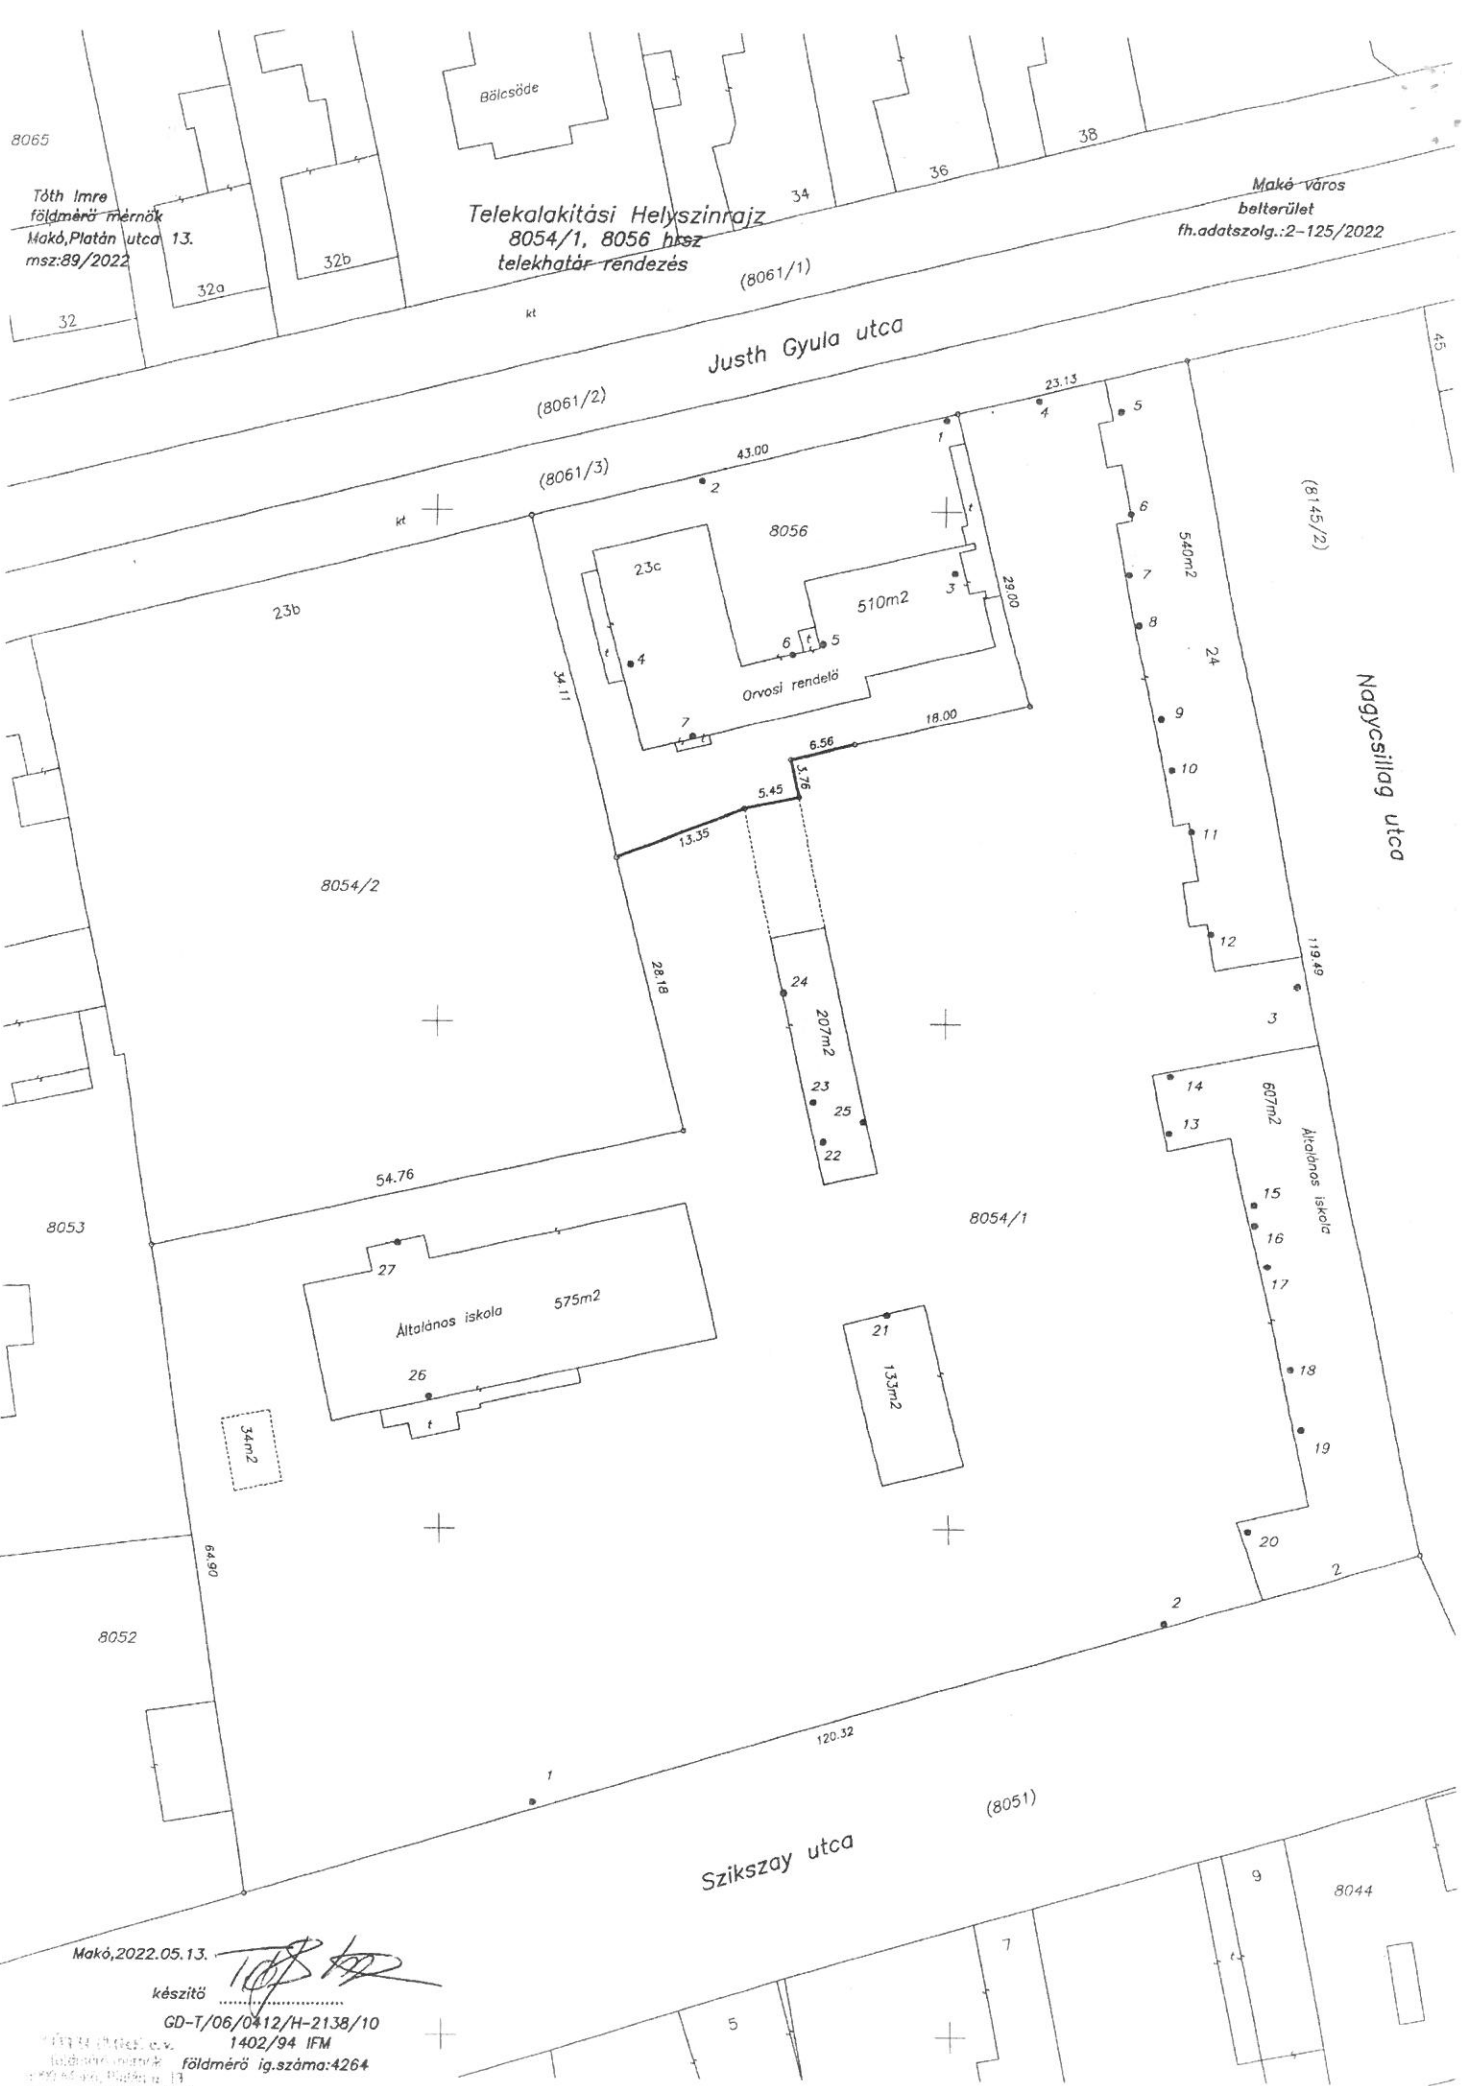 Bölcsöde
8065
38
36
34
Tóth Imre
földmérő mérnök
Makó,Platán utca 13.
msz:89/2022
Telekalakítási Helyszínrajz
8054/1, 8056 hrsz
telekhatár rendezés
Makó város
belterület
fh.adatszolg.:2-125/2022
32b
32a
32
(8061/1)
kt
Justh Gyula utca
45
(8061/2)
23.13
4
5
1
43.00
(8061/3)
2
kt
8056
t
6
(8145/2)
540m2
23c
23b
3
29.00
7
510m2
8
t
6
t
5
4
t
24
34.11
Orvosi rendelő
Nagycsillag utca
7
t
18.00
9
6.56
3.76
10
5.45
13.35
11
8054/2
12
119.49
28.18
24
207m2
3
23
25
14
607m2
13
22
Általános iskola
54.76
8053
8054/1
15
16
27
17
Általános iskola
575m2
21
133m2
26
18
t
34m2
19
20
64.90
2
2
8052
120.32
1
(8051)
Szikszay utca
9
8044
7
t
5
Makó,2022.05.13.
készítő ....................
GD-T/06/0412/H-2138/10
1402/94 IFM
földmérő ig.száma:4264